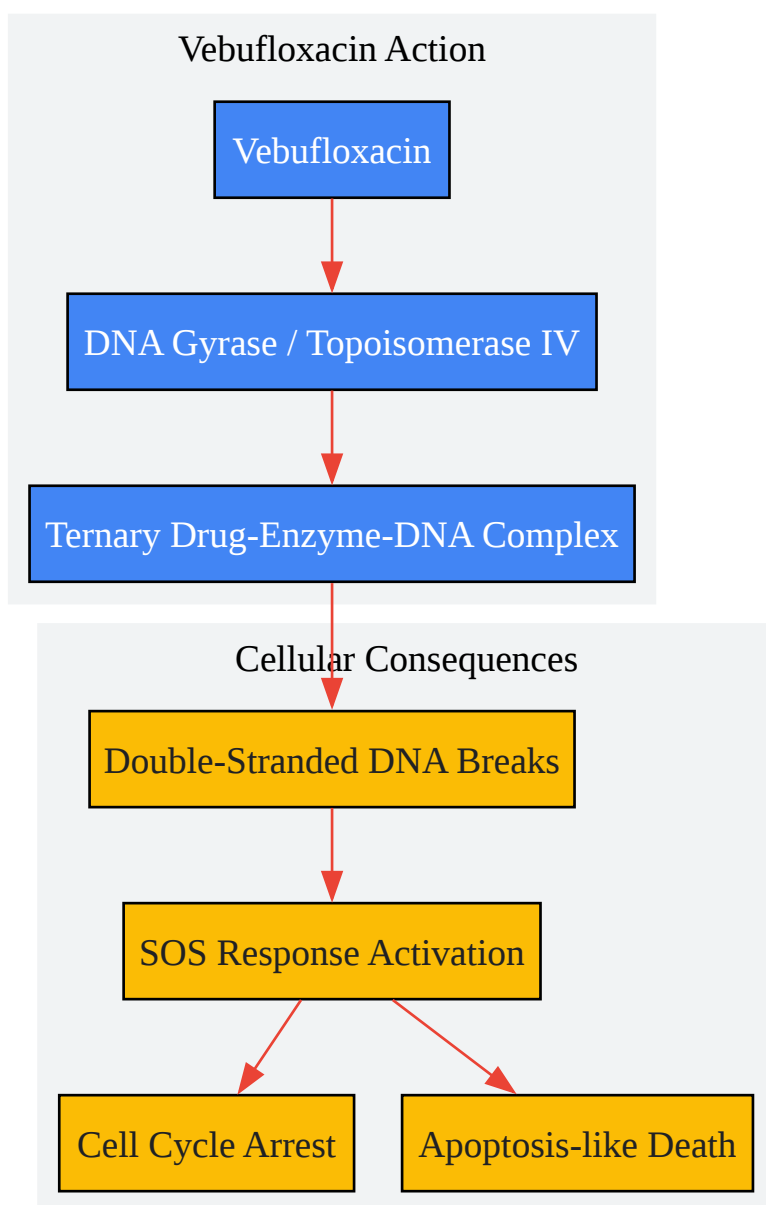 Vebufloxacin Action
Vebufloxacin
DNA Gyrase / Topoisomerase IV
Ternary Drug-Enzyme-DNA Complex
Cellular Consequences
Double-Stranded DNA Breaks
SOS Response Activation
Cell Cycle Arrest
Apoptosis-like Death